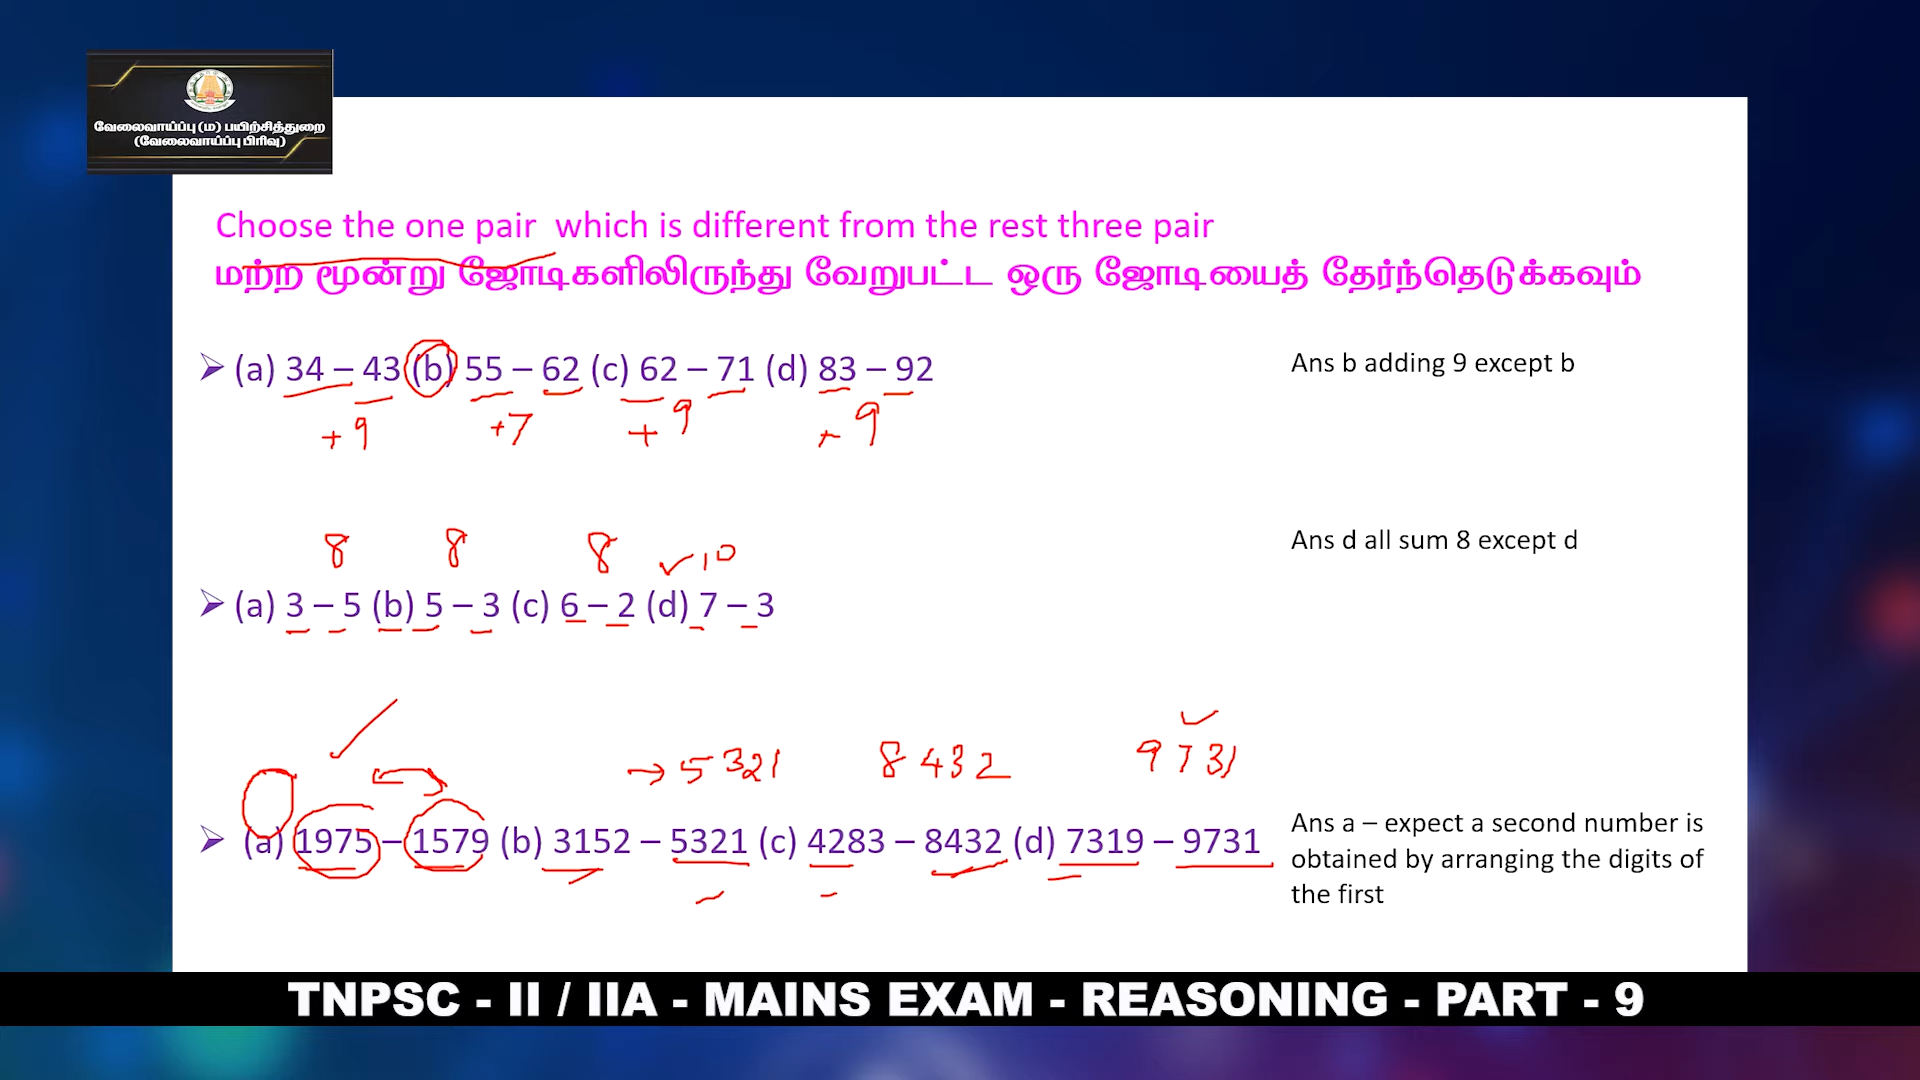 வேலைவாய்ப்பு (ம) பயிற்சித்துறை
(வேலைவாய்ப்பு பிரிவு)
Choose the one pair which is different from the rest three pair
மற்ற மூன்று ஜோடிகளிலிருந்து வேறுபட்ட ஒரு ஜோடியைத் தேர்ந்தெடுக்கவும்
➢ (a) 34 – 43 (b) 55 – 62 (c) 62 – 71 (d) 83 – 92
Ans b adding 9 except b
+9 +7 +9 +9
8 8 8 ✓10
Ans d all sum 8 except d
➢ (a) 3 – 5 (b) 5 – 3 (c) 6 – 2 (d) 7 – 3
→ 5321 8432 9731
➢ (a) 1975 – 1579 (b) 3152 – 5321 (c) 4283 – 8432 (d) 7319 – 9731
Ans a – expect a second number is
obtained by arranging the digits of
the first
TNPSC - II / IIA - MAINS EXAM - REASONING - PART - 9